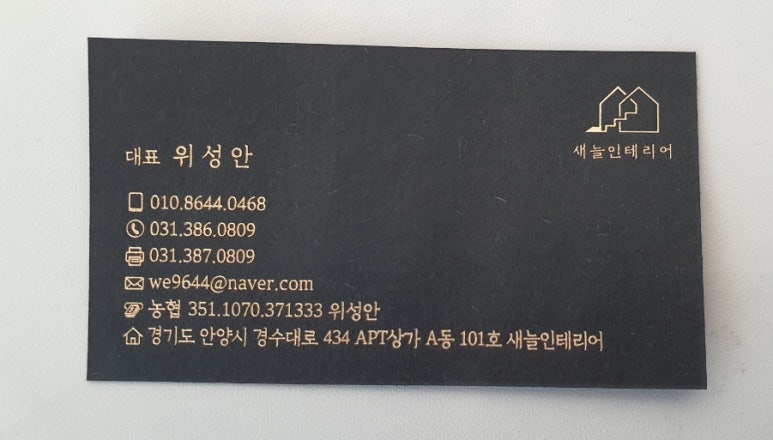 새늘인테리어
대표 위성안
010.8644.0468
031.386.0809
031.387.0809
we9644@naver.com
농협 351.1070.371333 위성안
경기도 안양시 경수대로 434 APT상가 A동 101호 새늘인테리어